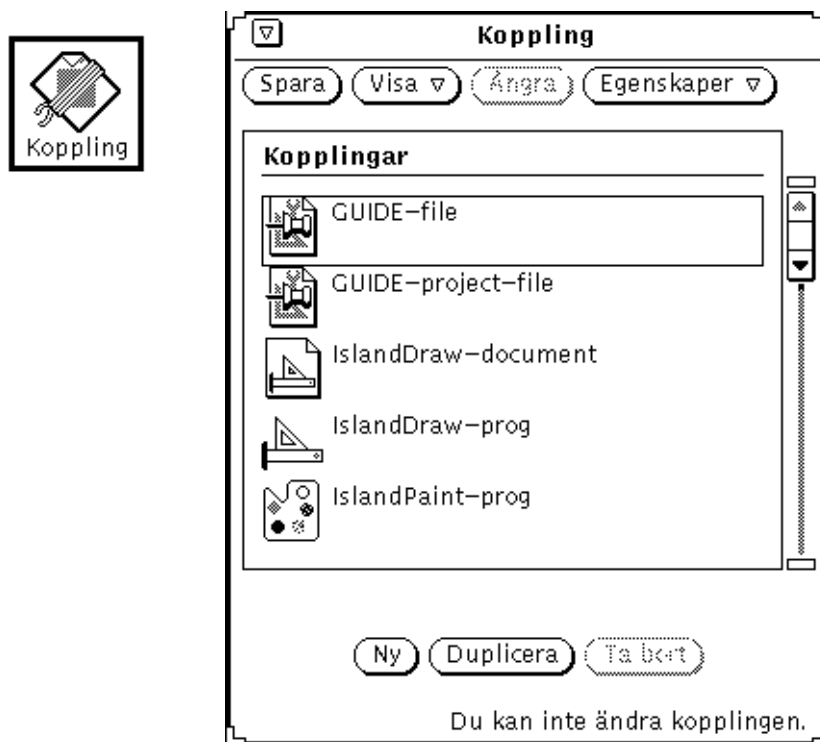 Koppling
Koppling
Spara Visa Ångra Egenskaper
Kopplingar
GUIDE-file
GUIDE-project-file
IslandDraw-document
IslandDraw-prog
IslandPaint-prog
Ny Duplicera Ta bort
Du kan inte ändra kopplingen.